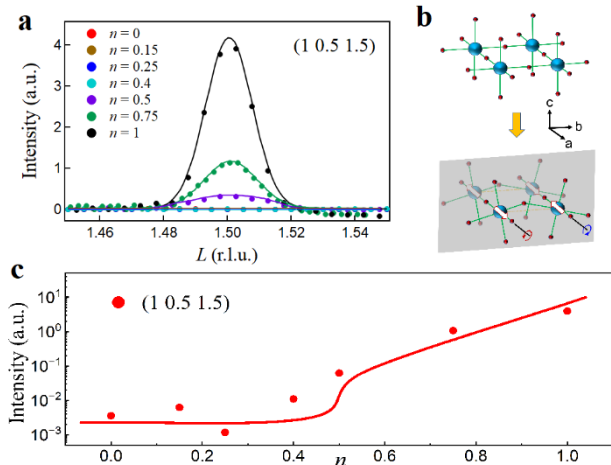 a
Intensity (a.u.)
4
3
2
1
0
n = 0
n = 0.15
n = 0.25
n = 0.4
n = 0.5
n = 0.75
n = 1
(1 0.5 1.5)
1.46 1.48 1.50 1.52 1.54
L (r.l.u.)
b
c
b
a
c
Intensity (a.u.)
10¹
10⁰
10⁻¹
10⁻²
10⁻³
(1 0.5 1.5)
0.0 0.2 0.4 0.6 0.8 1.0
n